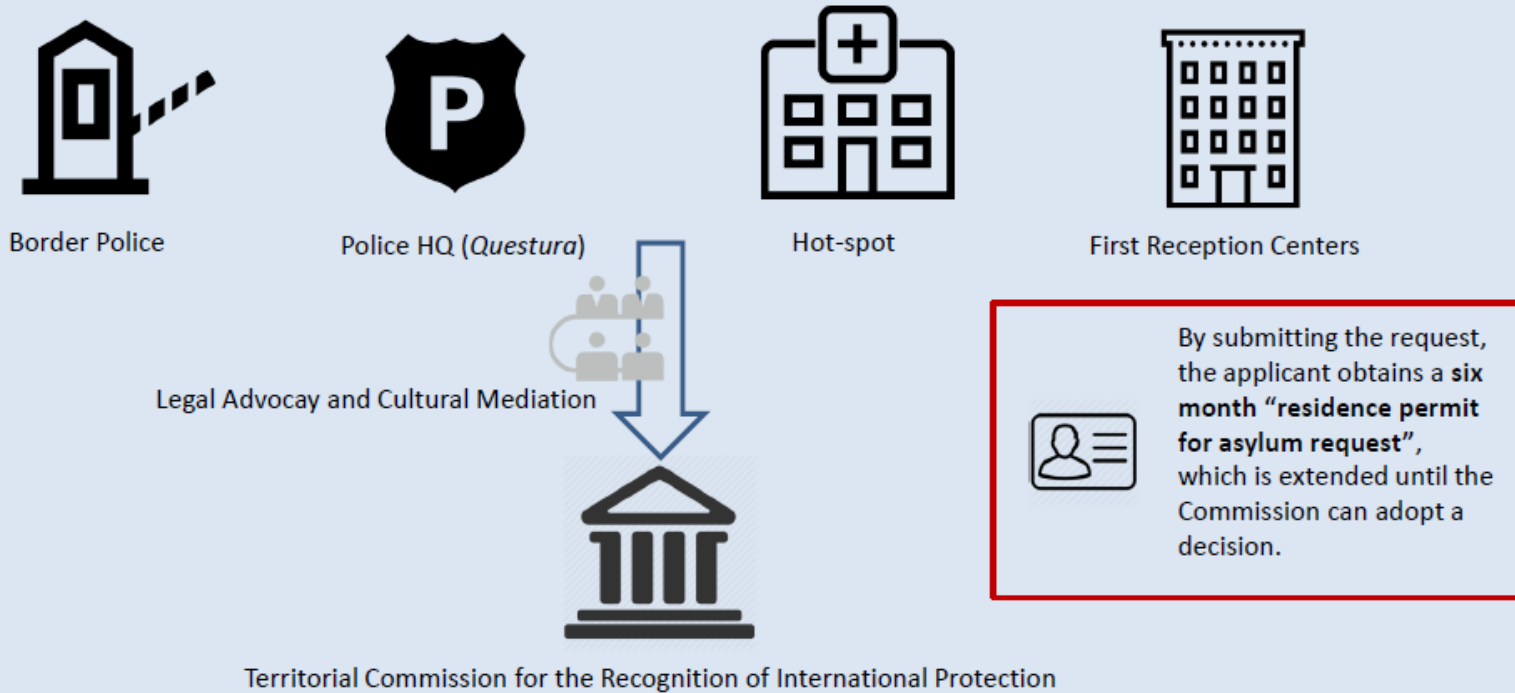 P
Border Police
Police HQ (Questura)
Hot-spot
First Reception Centers
Legal Advocay and Cultural Mediation
By submitting the request,
the applicant obtains a six
month “residence permit
for asylum request”,
which is extended until the
Commission can adopt a
decision.
Territorial Commission for the Recognition of International Protection